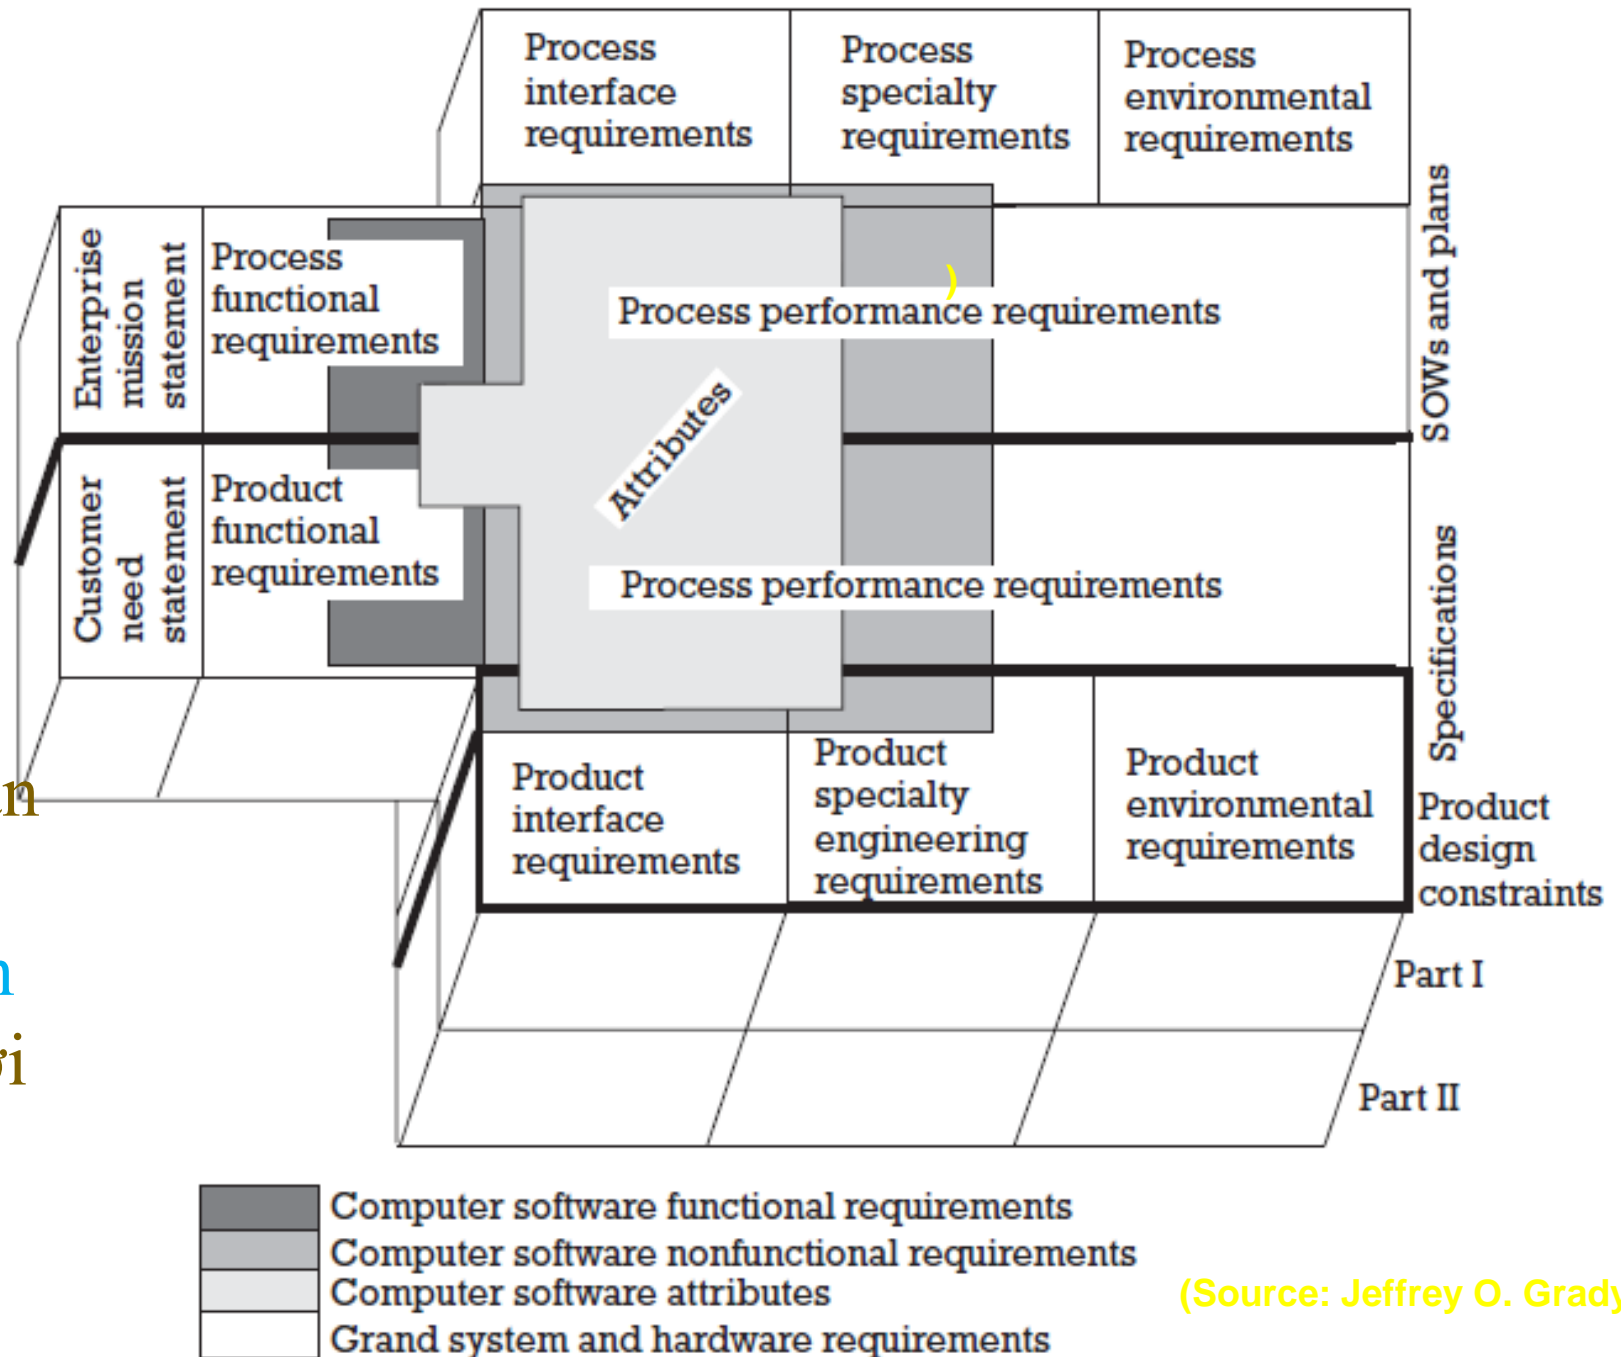 Process
interface
requirements
Process
specialty
requirements
Process
environmental
requirements
Enterprise
mission
statement
Process
functional
requirements
)
Process performance requirements
SOWs and plans
Attributes
Customer
need
statement
Product
functional
requirements
Process performance requirements
Specifications
Product
interface
requirements
Product
specialty
engineering
requirements
Product
environmental
requirements
Product
design
constraints
Part I
Part II
Computer software functional requirements
Computer software nonfunctional requirements
Computer software attributes
Grand system and hardware requirements
(Source: Jeffrey O. Grady